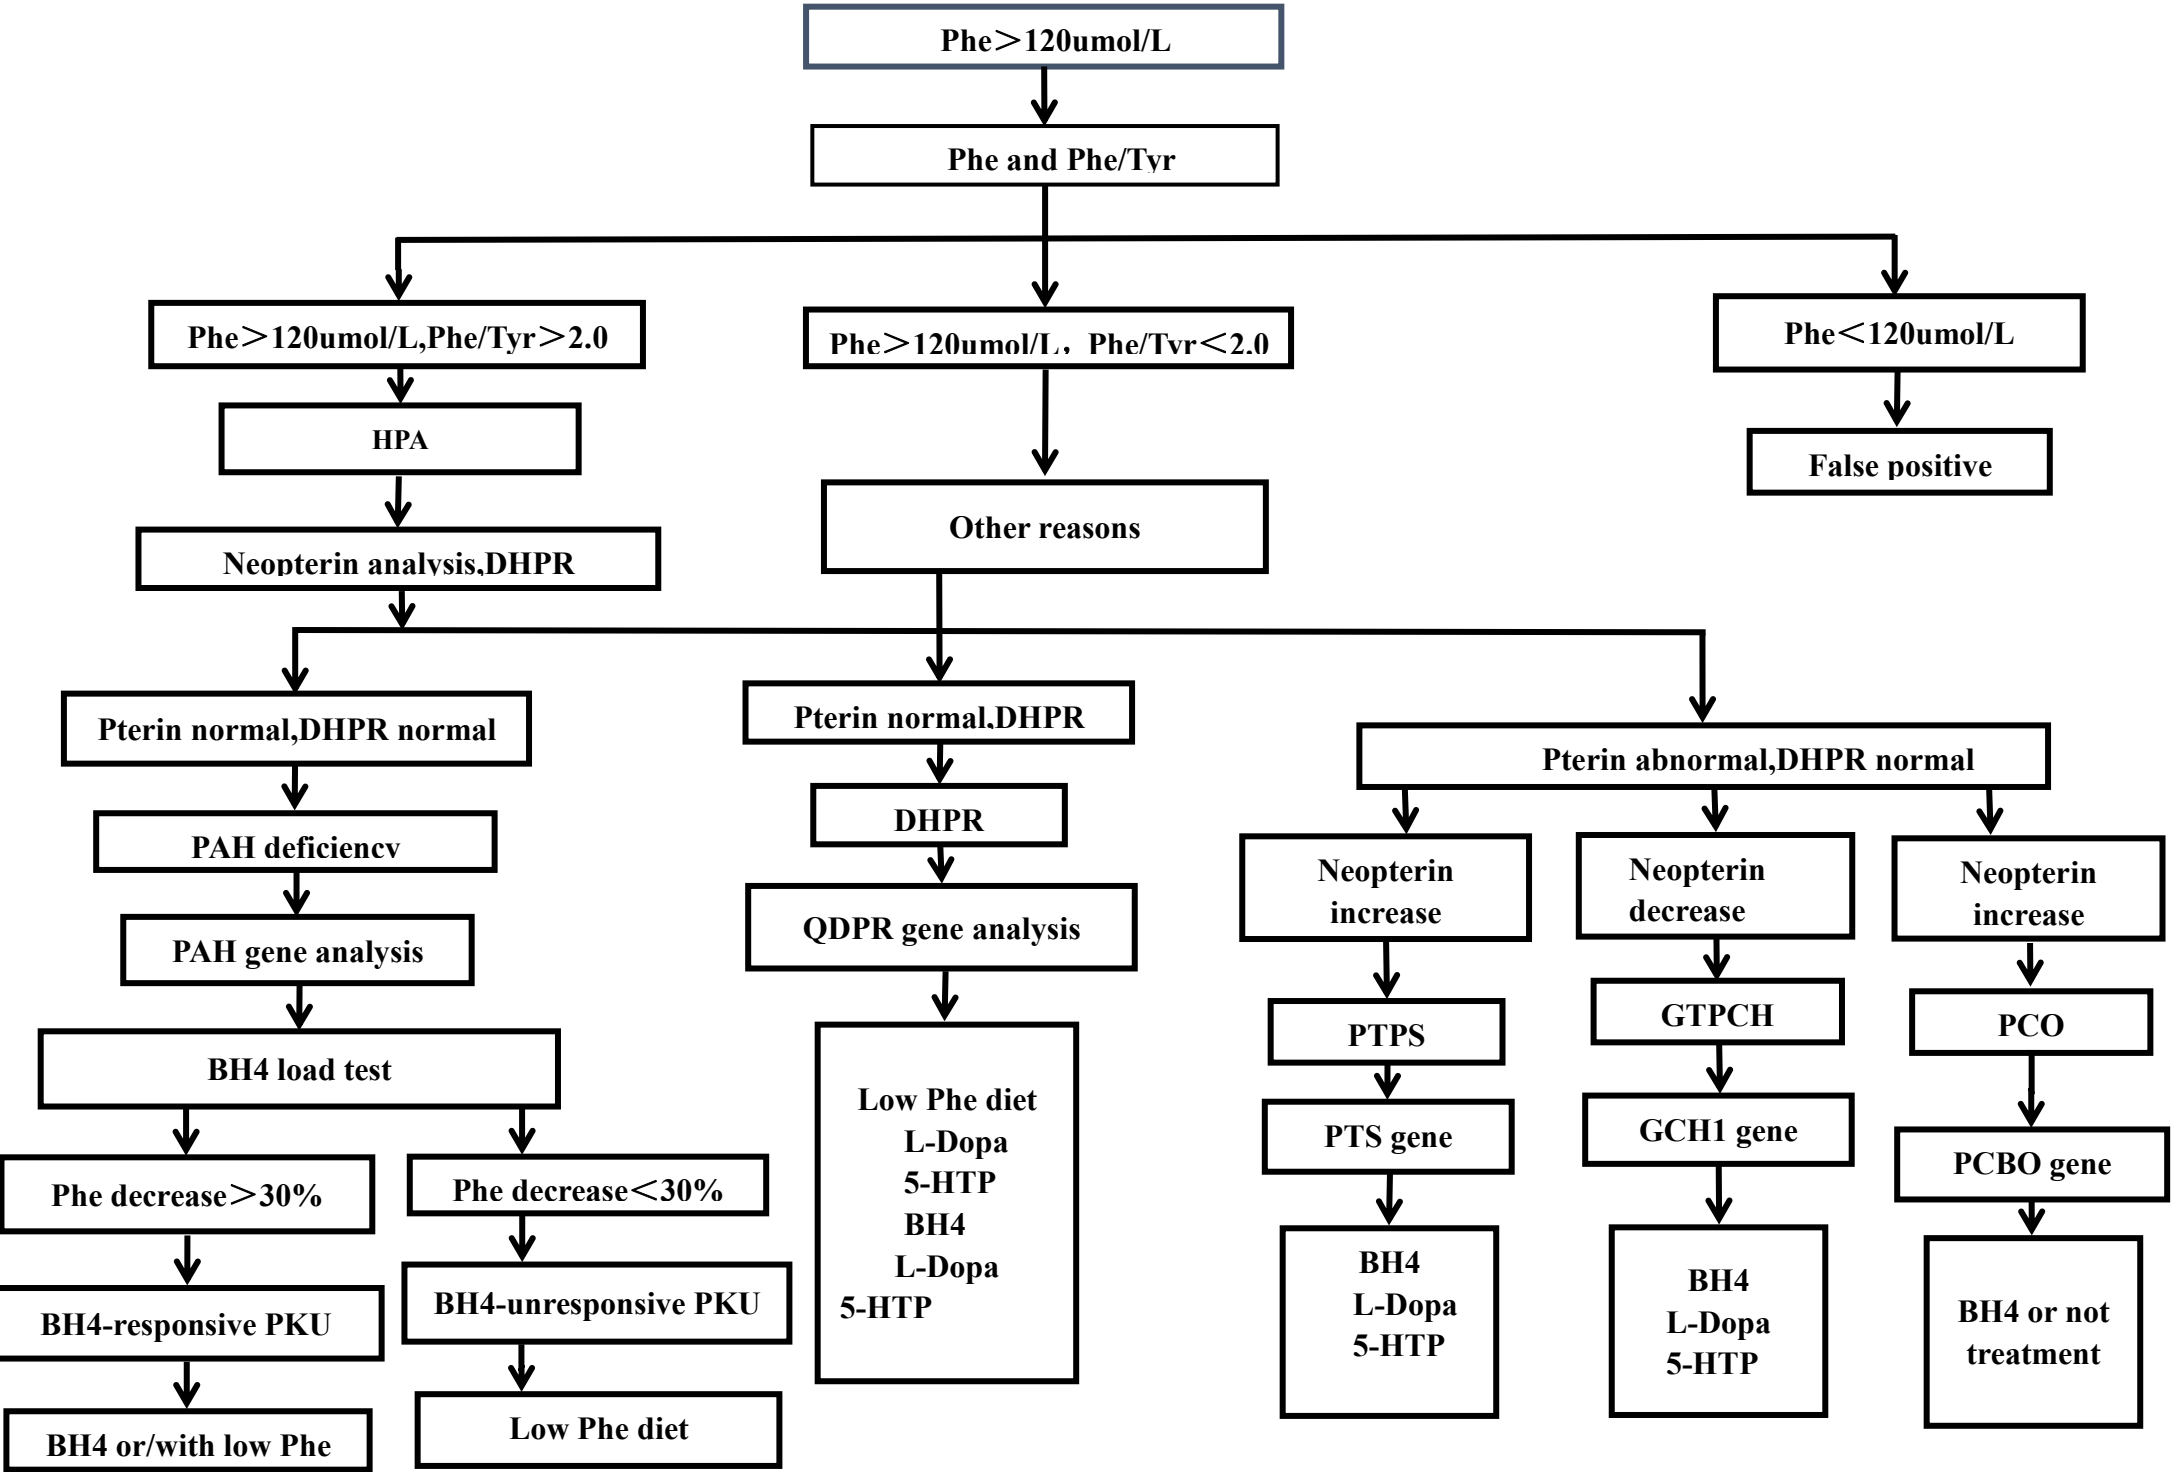 Phe＞120umol/L
Phe and Phe/Tyr
Phe＞120umol/L,Phe/Tyr＞2.0
Phe＞120umol/L，Phe/Tyr＜2.0
Phe＜120umol/L
HPA
False positive
Other reasons
Neopterin analysis,DHPR
Pterin normal,DHPR normal
Pterin normal,DHPR
Pterin abnormal,DHPR normal
PAH deficiency
DHPR
Neopterin
increase
Neopterin
decrease
Neopterin
increase
PAH gene analysis
QDPR gene analysis
PTPS
GTPCH
PCO
BH4 load test
PTS gene
GCH1 gene
PCBO gene
Phe decrease＞30%
Phe decrease＜30%
Low Phe diet
L-Dopa
5-HTP
BH4
L-Dopa
5-HTP
BH4
L-Dopa
5-HTP
BH4
L-Dopa
5-HTP
BH4 or not
treatment
BH4-responsive PKU
BH4-unresponsive PKU
BH4 or/with low Phe
Low Phe diet